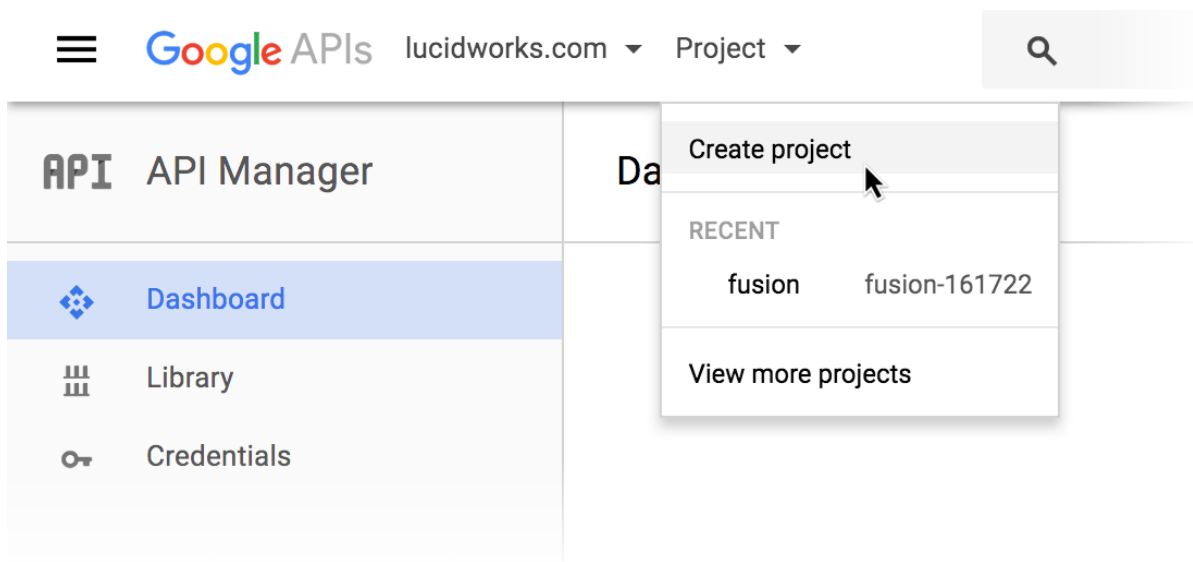 Google APIs lucidworks.com Project
API API Manager
Da
Create project
RECENT
fusion fusion-161722
View more projects
Dashboard
Library
Credentials